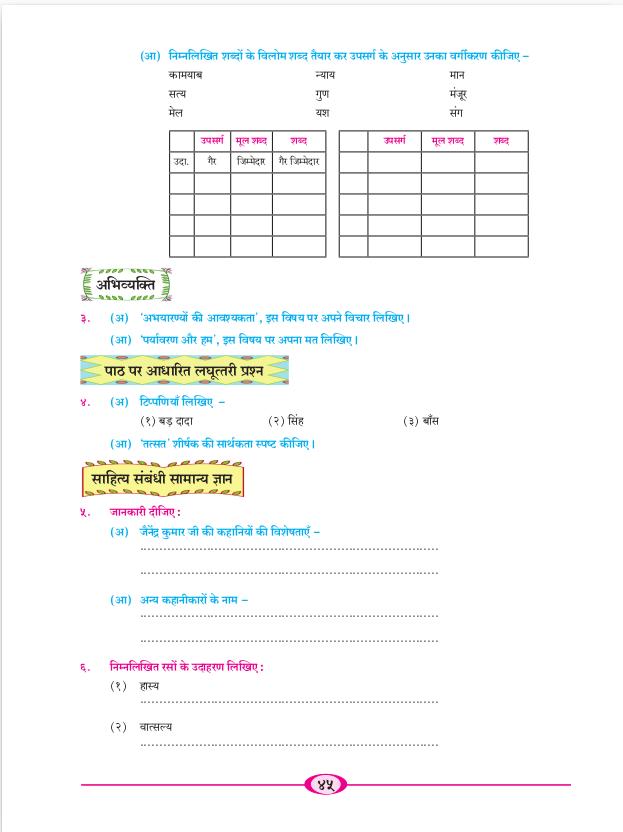 (आ) निम्नलिखित शब्दों के विलोम शब्द तैयार कर उपसर्ग के अनुसार उनका वर्गीकरण कीजिए –
कामयाब न्याय मान
सत्य गुण मंजूर
मेल यश संग
उपसर्ग मूल शब्द शब्द उपसर्ग मूल शब्द शब्द
उदा. गैर जिम्मेदार गैर जिम्मेदार
अभिव्यक्ति
३. (अ) 'अभयारण्यों की आवश्यकता', इस विषय पर अपने विचार लिखिए।
(आ) 'पर्यावरण और हम', इस विषय पर अपना मत लिखिए।
पाठ पर आधारित लघूत्तरी प्रश्न
४. (अ) टिप्पणियाँ लिखिए –
(१) बड़ दादा (२) सिंह (३) बाँस
(आ) 'तत्सत' शीर्षक की सार्थकता स्पष्ट कीजिए।
साहित्य संबंधी सामान्य ज्ञान
५. जानकारी दीजिए :
(अ) जैनेंद्र कुमार जी की कहानियों की विशेषताएँ –
(आ) अन्य कहानीकारों के नाम –
६. निम्नलिखित रसों के उदाहरण लिखिए :
(१) हास्य
(२) वात्सल्य
४५